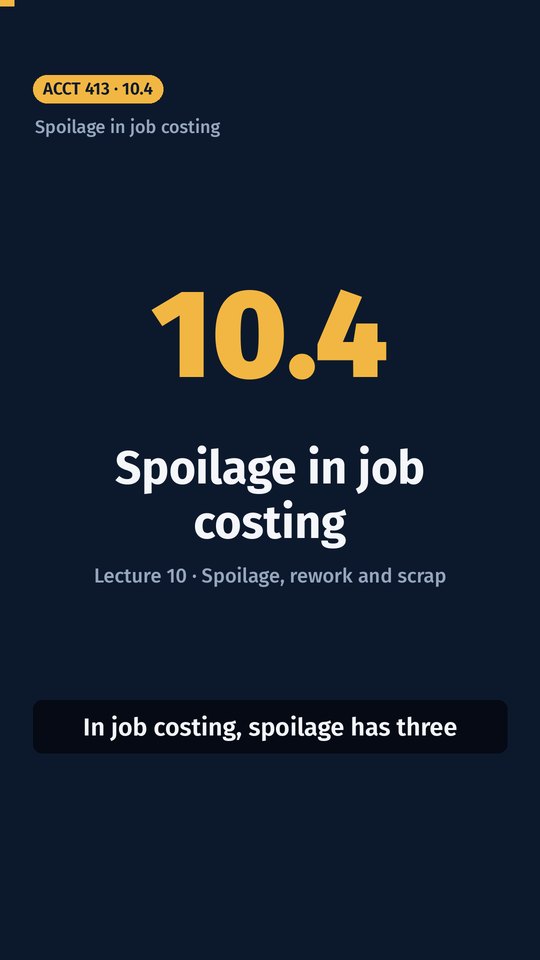 ACCT 413 · 10.4
Spoilage in job costing
10.4
Spoilage in job
costing
Lecture 10 · Spoilage, rework and scrap
In job costing, spoilage has three